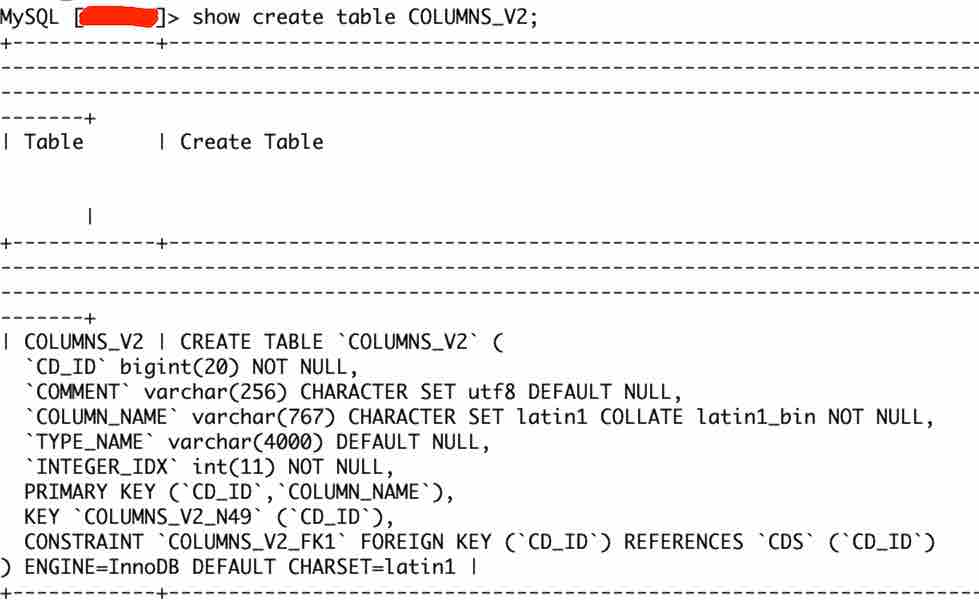 MySQL [ ]> show create table COLUMNS_V2;
+------------+--------------------------------------------------------------------
----------------------------------------------------------------------------------
----------------------------------------------------------------------------------
-------+
| Table      | Create Table
       |
+------------+--------------------------------------------------------------------
----------------------------------------------------------------------------------
----------------------------------------------------------------------------------
-------+
| COLUMNS_V2 | CREATE TABLE `COLUMNS_V2` (
  `CD_ID` bigint(20) NOT NULL,
  `COMMENT` varchar(256) CHARACTER SET utf8 DEFAULT NULL,
  `COLUMN_NAME` varchar(767) CHARACTER SET latin1 COLLATE latin1_bin NOT NULL,
  `TYPE_NAME` varchar(4000) DEFAULT NULL,
  `INTEGER_IDX` int(11) NOT NULL,
  PRIMARY KEY (`CD_ID`,`COLUMN_NAME`),
  KEY `COLUMNS_V2_N49` (`CD_ID`),
  CONSTRAINT `COLUMNS_V2_FK1` FOREIGN KEY (`CD_ID`) REFERENCES `CDS` (`CD_ID`)
) ENGINE=InnoDB DEFAULT CHARSET=latin1 |
+------------+--------------------------------------------------------------------